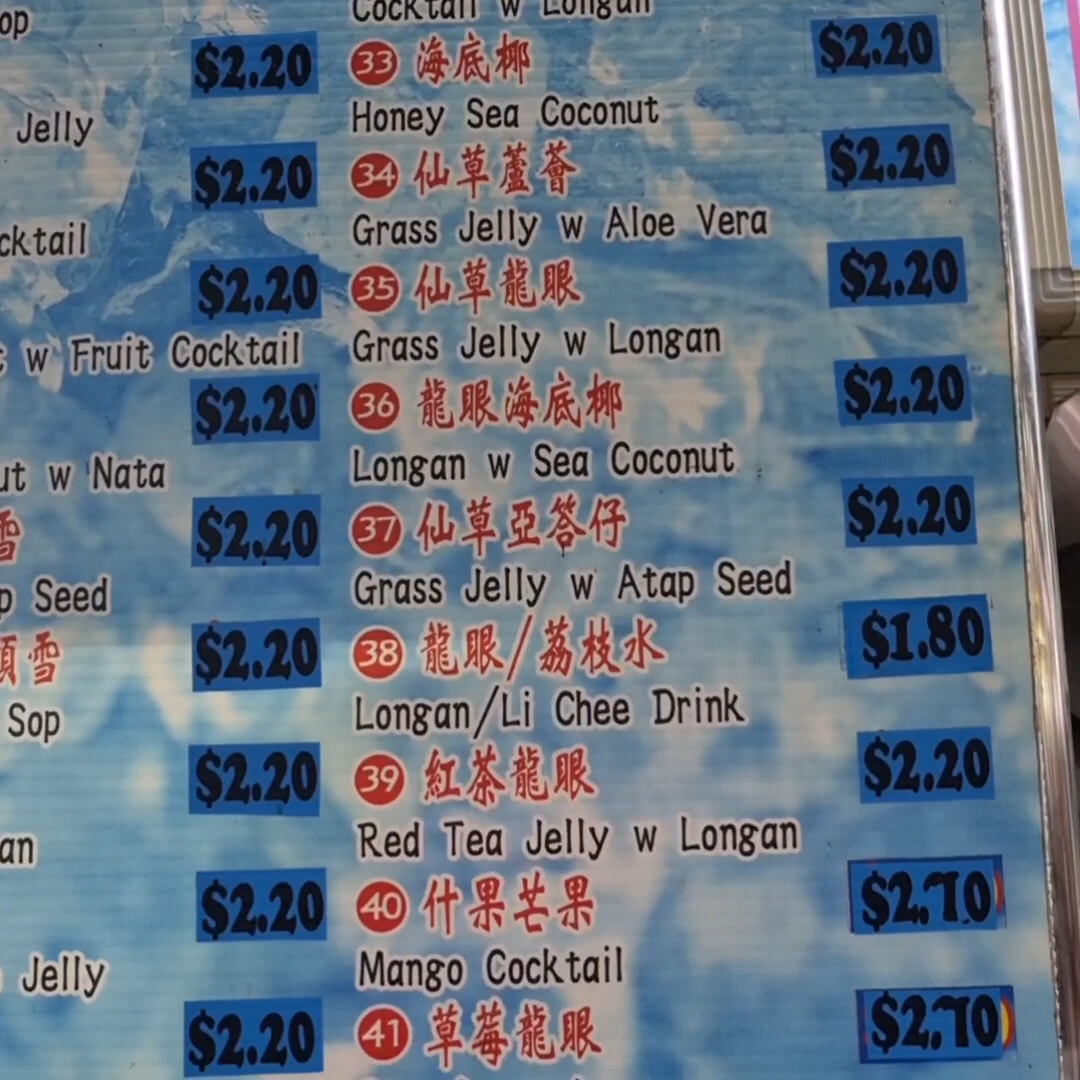 op
$2.20
Jelly
$2.20
cktail
$2.20
w Fruit Cocktail
$2.20
ut w Nata
雪
$2.20
p Seed
雪
$2.20
Sop
$2.20
an
$2.20
Jelly
$2.20
Cocktail w Longan
33 海底椰 $2.20
Honey Sea Coconut
34 仙草蘆薈 $2.20
Grass Jelly w Aloe Vera
35 仙草龍眼 $2.20
Grass Jelly w Longan
36 龍眼海底椰 $2.20
Longan w Sea Coconut
37 仙草亞答仔 $2.20
Grass Jelly w Atap Seed
38 龍眼/荔枝水 $1.80
Longan/Li Chee Drink
39 紅茶龍眼 $2.20
Red Tea Jelly w Longan
40 什果芒果 $2.70
Mango Cocktail
41 草莓龍眼 $2.70